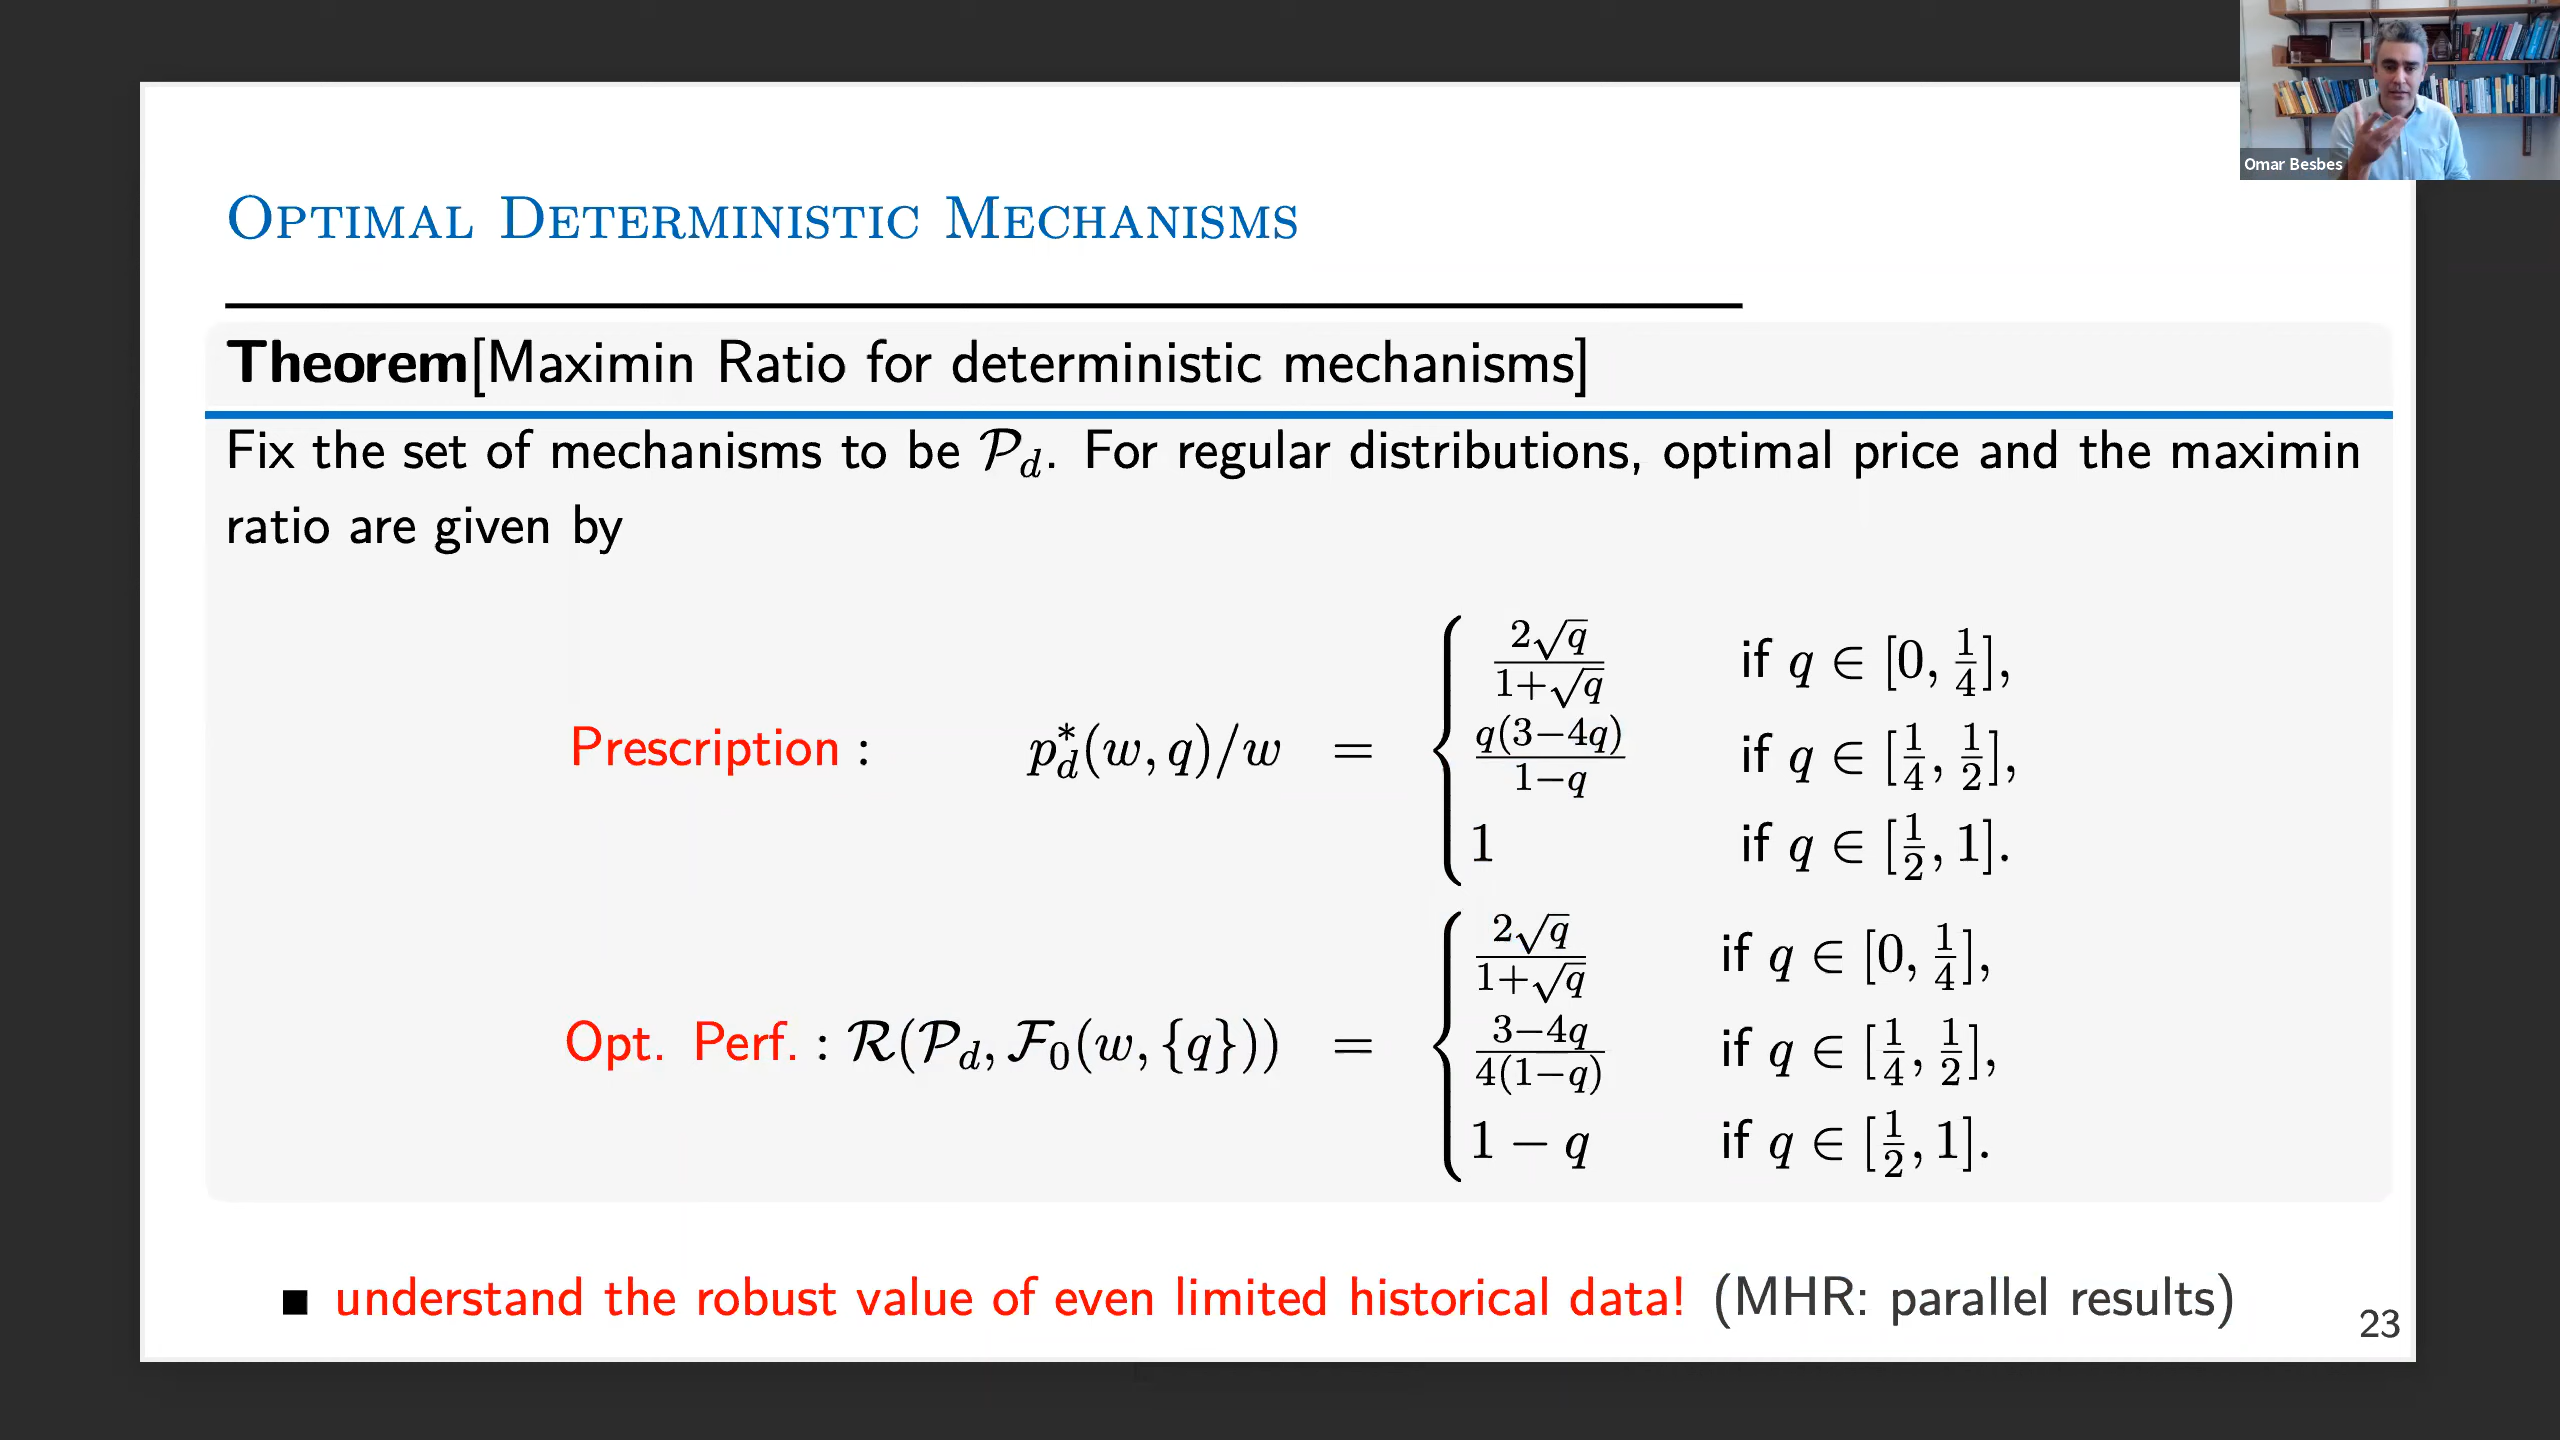 Omar Besbes
OPTIMAL DETERMINISTIC MECHANISMS
Theorem[Maximin Ratio for deterministic mechanisms]
Fix the set of mechanisms to be 𝒫_d. For regular distributions, optimal price and the maximin
ratio are given by
Prescription : p*_d(w, q)/w = { 2√q / (1+√q) if q ∈ [0, 1/4],
q(3−4q) / (1−q) if q ∈ [1/4, 1/2],
1 if q ∈ [1/2, 1].
Opt. Perf. : ℛ(𝒫_d, ℱ_0(w, {q})) = { 2√q / (1+√q) if q ∈ [0, 1/4],
3−4q / 4(1−q) if q ∈ [1/4, 1/2],
1 − q if q ∈ [1/2, 1].
■ understand the robust value of even limited historical data! (MHR: parallel results)
23